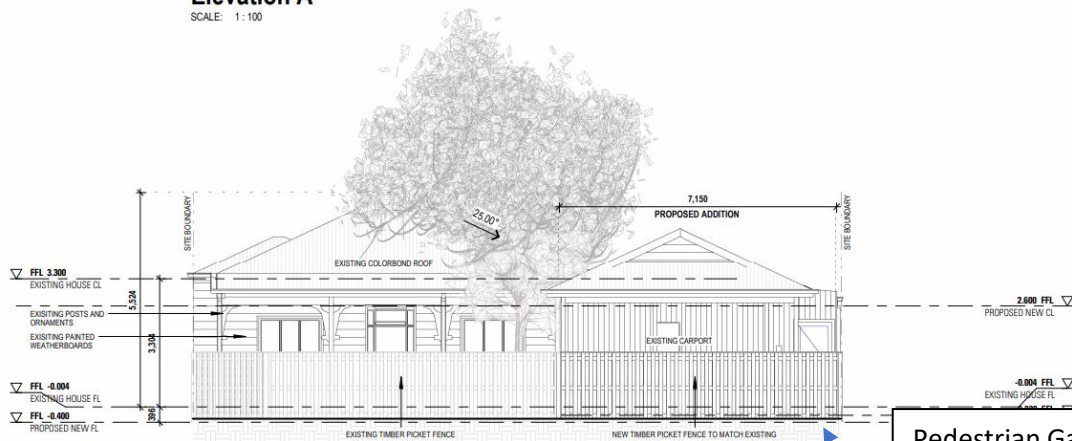 Elevation A
SCALE: 1 : 100
7,150
PROPOSED ADDITION
SITE BOUNDARY
SITE BOUNDARY
25.00°
EXISTING COLORBOND ROOF
FFL 3.300
EXISTING HOUSE CL
5,524
2.600 FFL
PROPOSED NEW CL
EXISITING POSTS AND
ORNAMENTS
EXISITING PAINTED
WEATHERBOARDS
3,304
EXISTING CARPORT
FFL -0.004
EXISTING HOUSE FL
-0.004 FFL
EXISTING HOUSE FL
396
FFL -0.400
PROPOSED NEW FL
EXISTING TIMBER PICKET FENCE
NEW TIMBER PICKET FENCE TO MATCH EXISTING
Pedestrian Ga